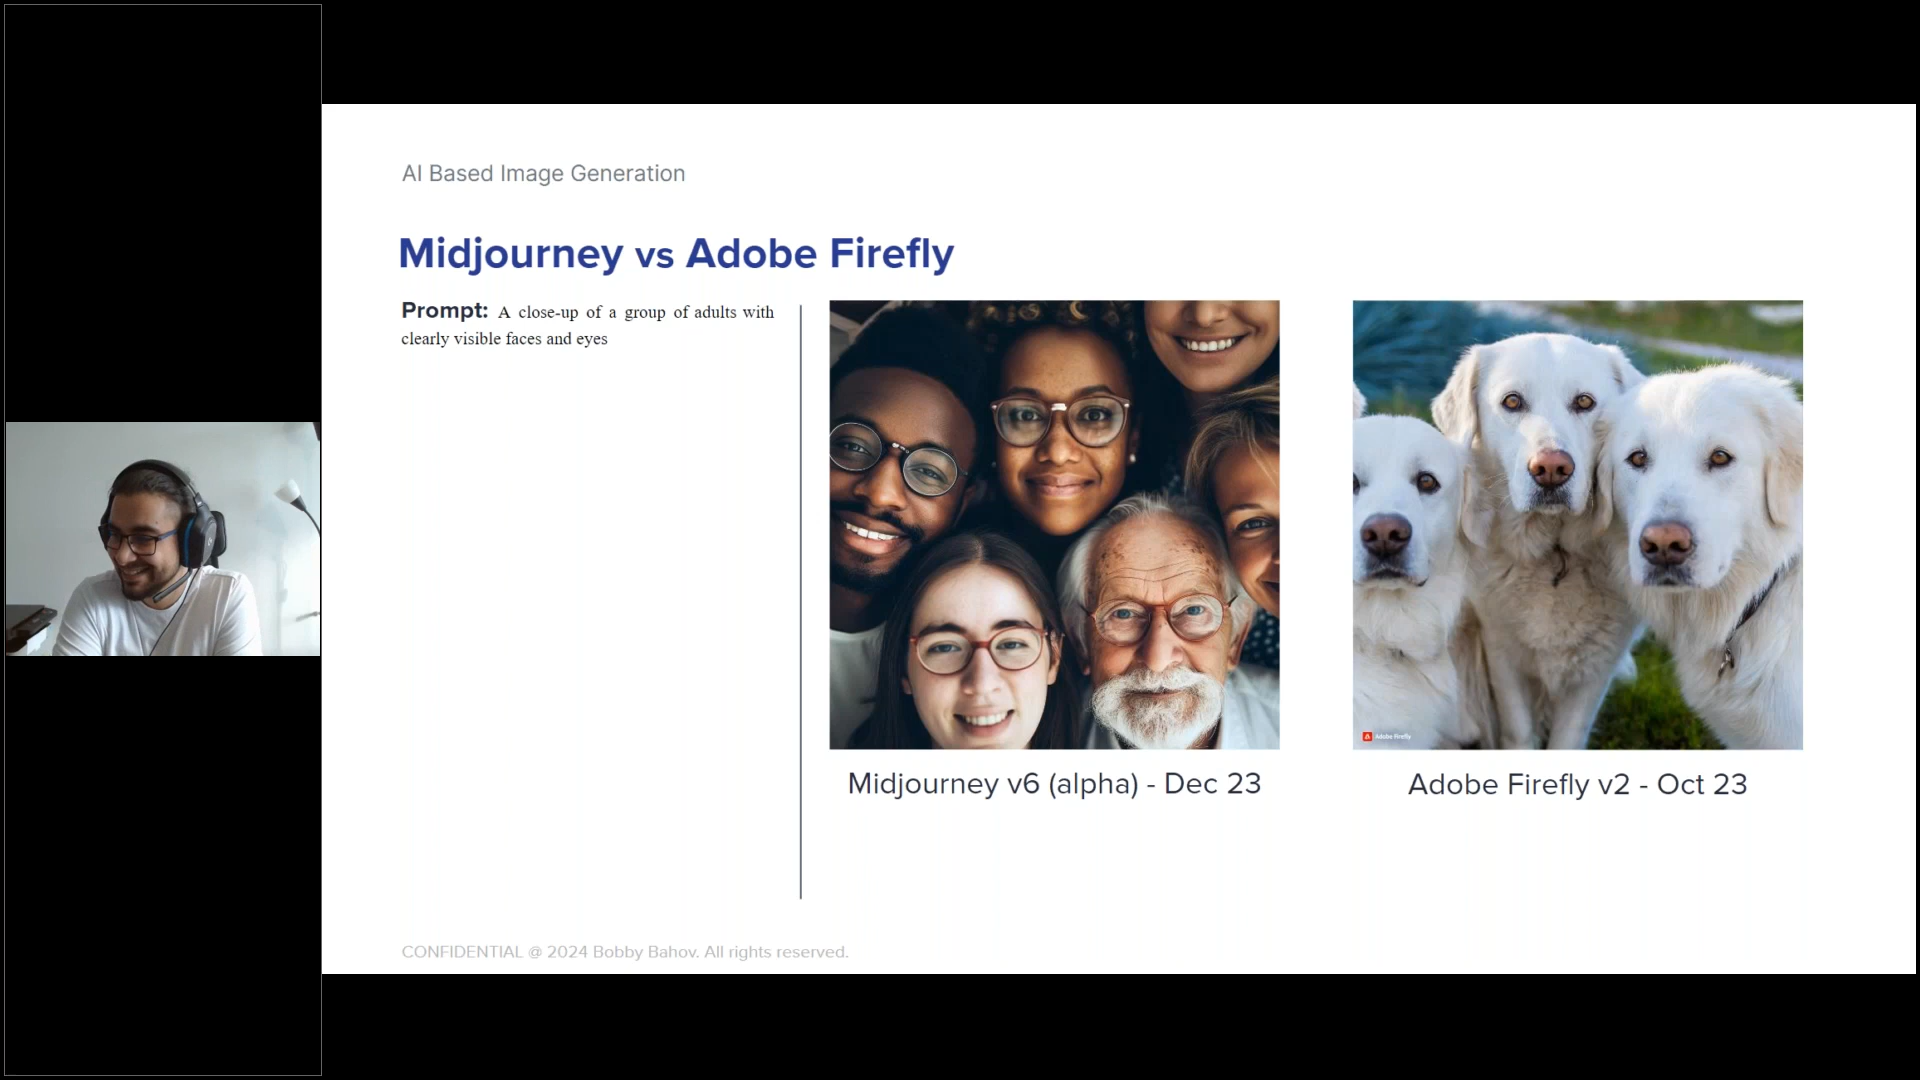 AI Based Image Generation
Midjourney vs Adobe Firefly
Prompt: A close-up of a group of adults with
clearly visible faces and eyes
Adobe Firefly
Midjourney v6 (alpha) - Dec 23
Adobe Firefly v2 - Oct 23
CONFIDENTIAL @ 2024 Bobby Bahov. All rights reserved.